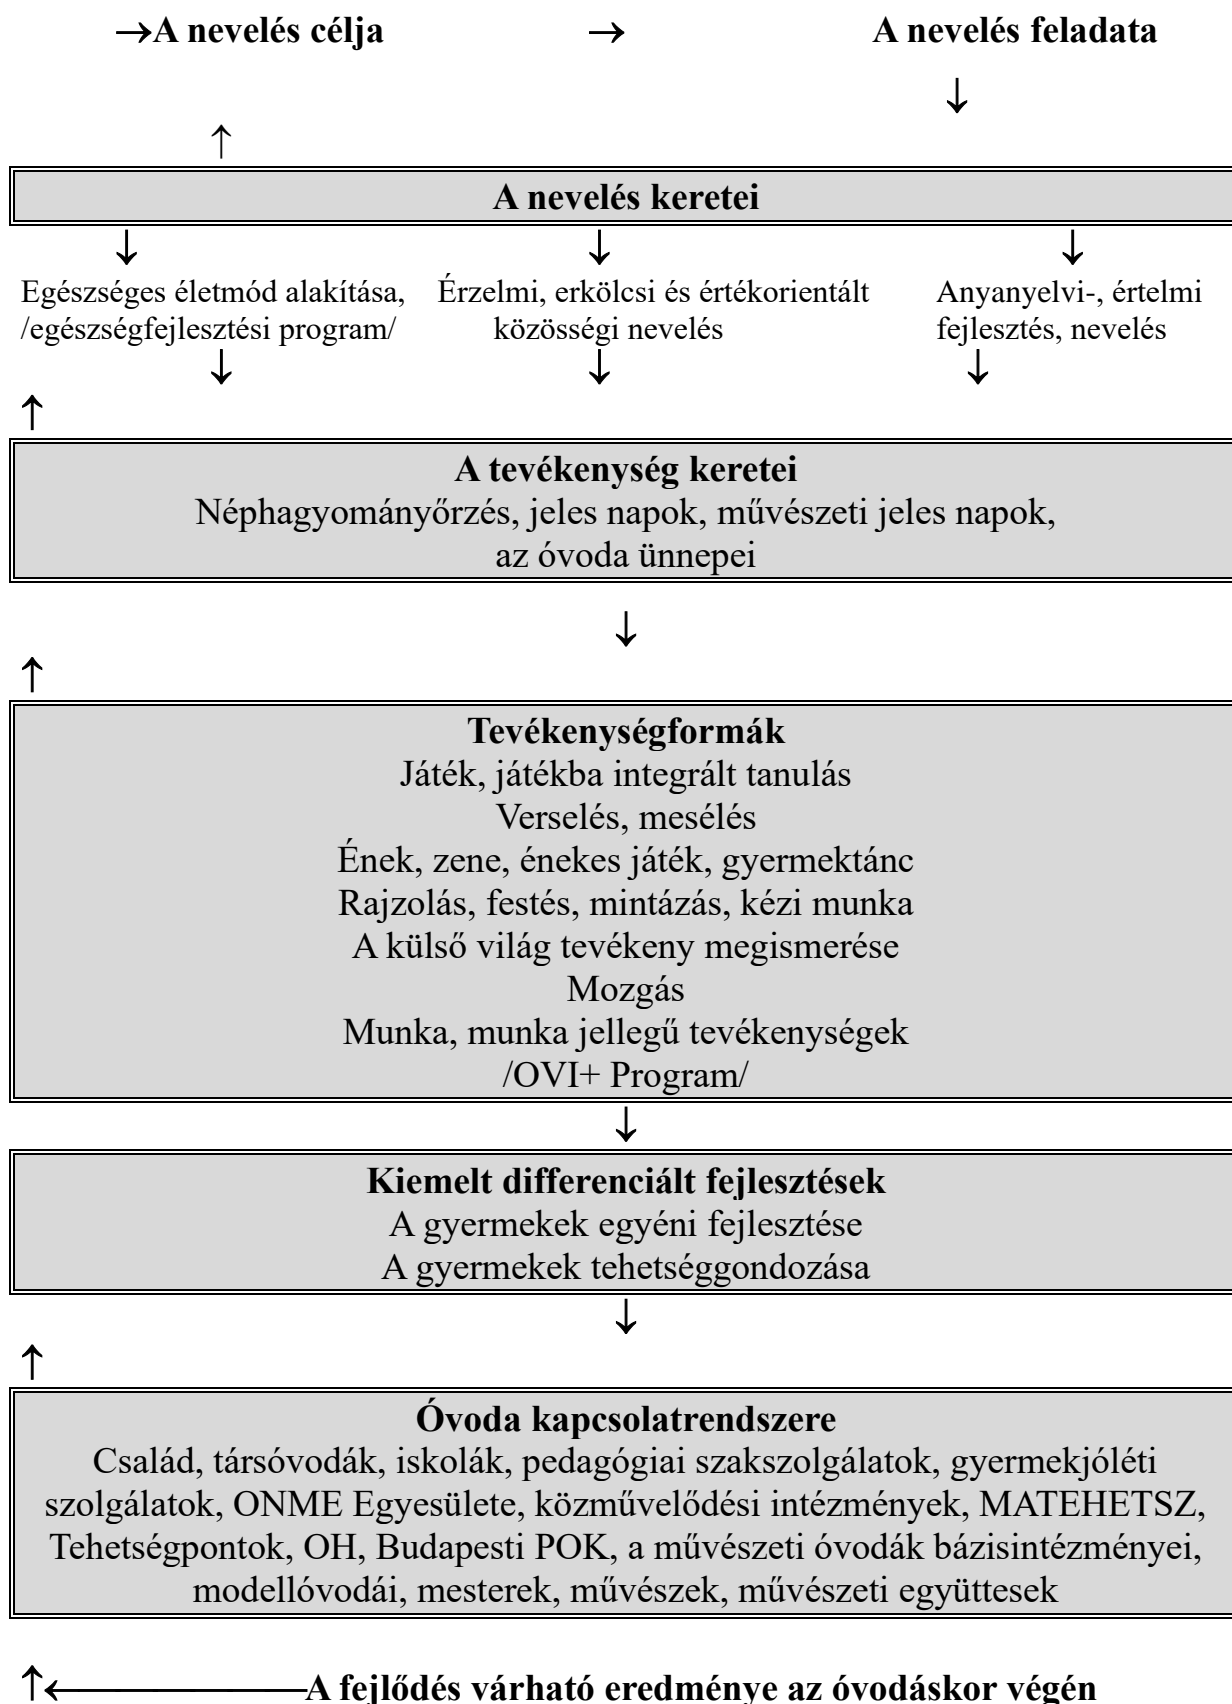 →A nevelés célja → A nevelés feladata
↓
↑
A nevelés keretei
↓ ↓ ↓
Egészséges életmód alakítása, Érzelmi, erkölcsi és értékorientált Anyanyelvi-, értelmi
/egészségfejlesztési program/ közösségi nevelés fejlesztés, nevelés
↓ ↓ ↓
↑
A tevékenység keretei
Néphagyományőrzés, jeles napok, művészeti jeles napok,
az óvoda ünnepei
↓
↑
Tevékenységformák
Játék, játékba integrált tanulás
Verselés, mesélés
Ének, zene, énekes játék, gyermektánc
Rajzolás, festés, mintázás, kézi munka
A külső világ tevékeny megismerése
Mozgás
Munka, munka jellegű tevékenységek
/OVI+ Program/
↓
Kiemelt differenciált fejlesztések
A gyermekek egyéni fejlesztése
A gyermekek tehetséggondozása
↓
↑
Óvoda kapcsolatrendszere
Család, társóvodák, iskolák, pedagógiai szakszolgálatok, gyermekjóléti
szolgálatok, ONME Egyesülete, közművelődési intézmények, MATEHETSZ,
Tehetségpontok, OH, Budapesti POK, a művészeti óvodák bázisintézményei,
modellóvodái, mesterek, művészek, művészeti együttesek
↑←————————A fejlődés várható eredménye az óvodáskor végén